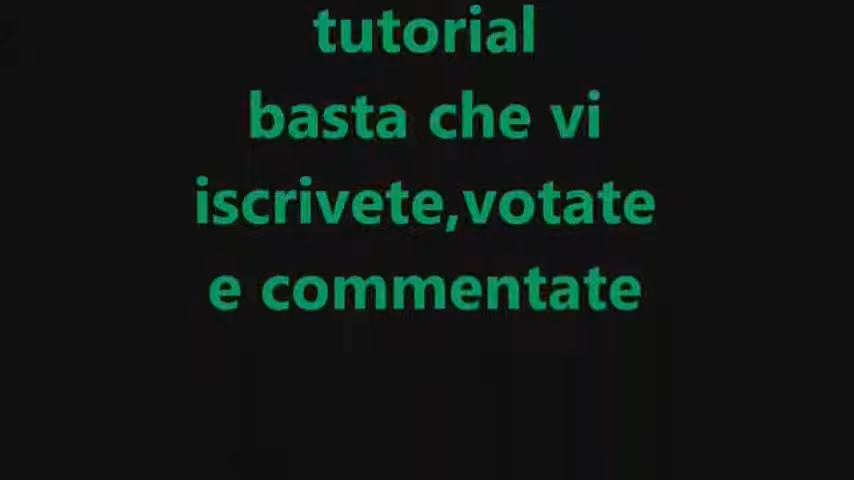 tutorial
basta che vi
iscrivete,votate
e commentate